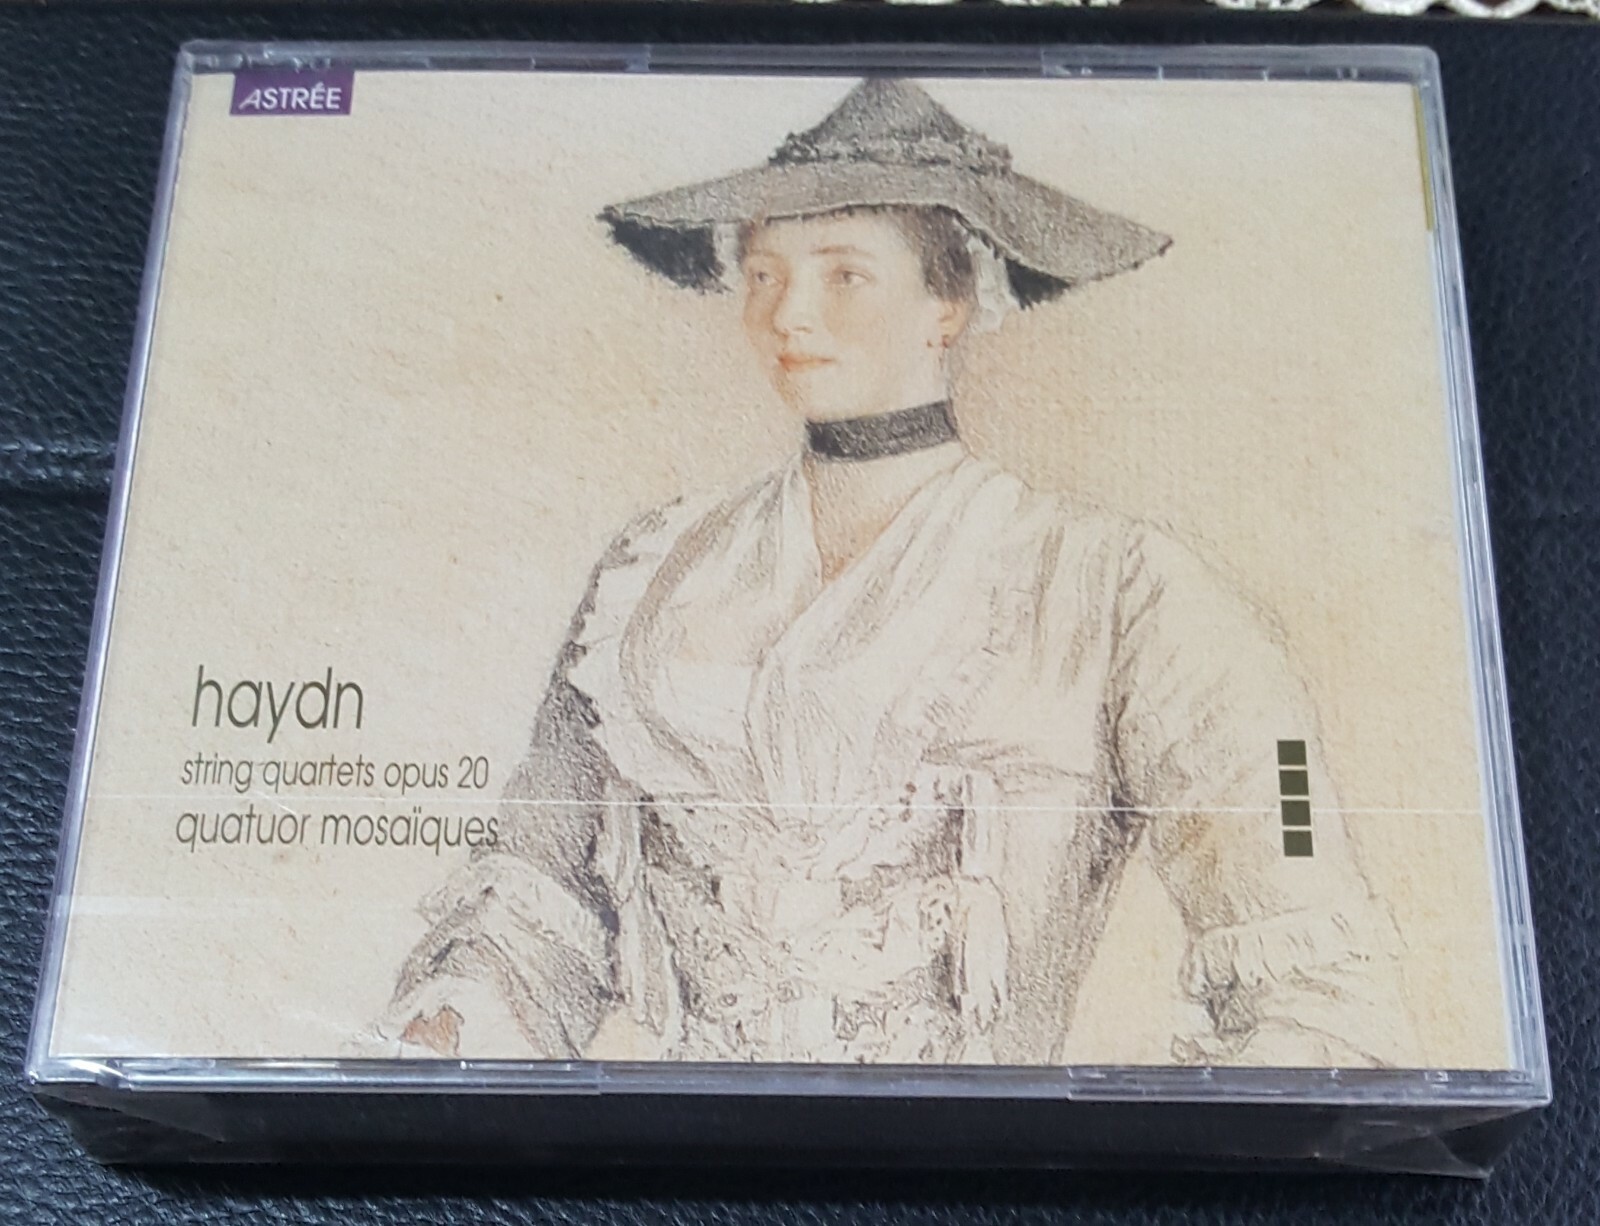 ASTRÉE
haydn
string quartets opus 20
quatuor mosaïques